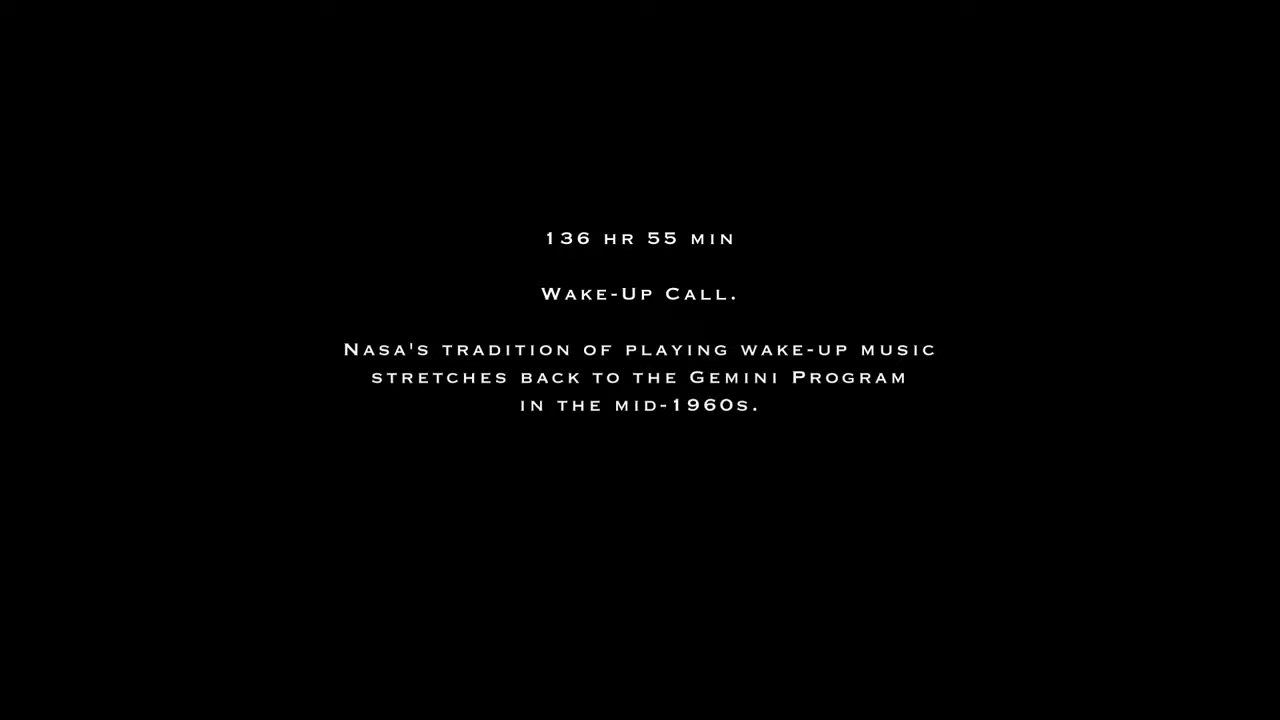 136 hr 55 min
Wake-Up Call.
Nasa's tradition of playing wake-up music
stretches back to the Gemini Program
in the mid-1960s.